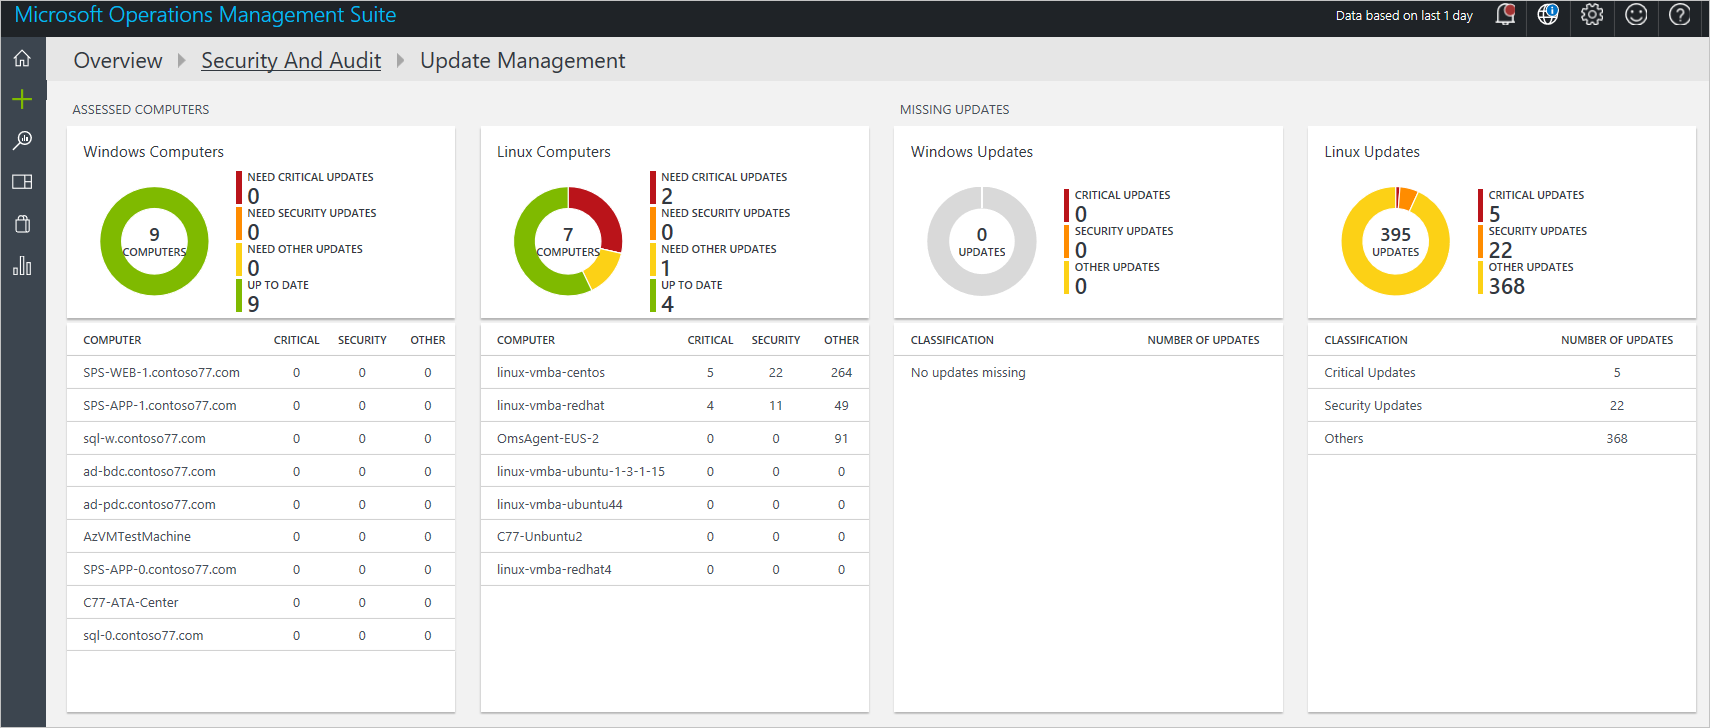 Microsoft Operations Management Suite
Data based on last 1 day
Overview Security And Audit Update Management
ASSESSED COMPUTERS
MISSING UPDATES
Windows Computers
9
COMPUTERS
NEED CRITICAL UPDATES
0
NEED SECURITY UPDATES
0
NEED OTHER UPDATES
0
UP TO DATE
9
COMPUTER CRITICAL SECURITY OTHER
SPS-WEB-1.contoso77.com 0 0 0
SPS-APP-1.contoso77.com 0 0 0
sql-w.contoso77.com 0 0 0
ad-bdc.contoso77.com 0 0 0
ad-pdc.contoso77.com 0 0 0
AzVMTestMachine 0 0 0
SPS-APP-0.contoso77.com 0 0 0
C77-ATA-Center 0 0 0
sql-0.contoso77.com 0 0 0
Linux Computers
7
COMPUTERS
NEED CRITICAL UPDATES
2
NEED SECURITY UPDATES
0
NEED OTHER UPDATES
1
UP TO DATE
4
COMPUTER CRITICAL SECURITY OTHER
linux-vmba-centos 5 22 264
linux-vmba-redhat 4 11 49
OmsAgent-EUS-2 0 0 91
linux-vmba-ubuntu-1-3-1-15 0 0 0
linux-vmba-ubuntu44 0 0 0
C77-Unbuntu2 0 0 0
linux-vmba-redhat4 0 0 0
Windows Updates
0
UPDATES
CRITICAL UPDATES
0
SECURITY UPDATES
0
OTHER UPDATES
0
CLASSIFICATION NUMBER OF UPDATES
No updates missing
Linux Updates
395
UPDATES
CRITICAL UPDATES
5
SECURITY UPDATES
22
OTHER UPDATES
368
CLASSIFICATION NUMBER OF UPDATES
Critical Updates 5
Security Updates 22
Others 368